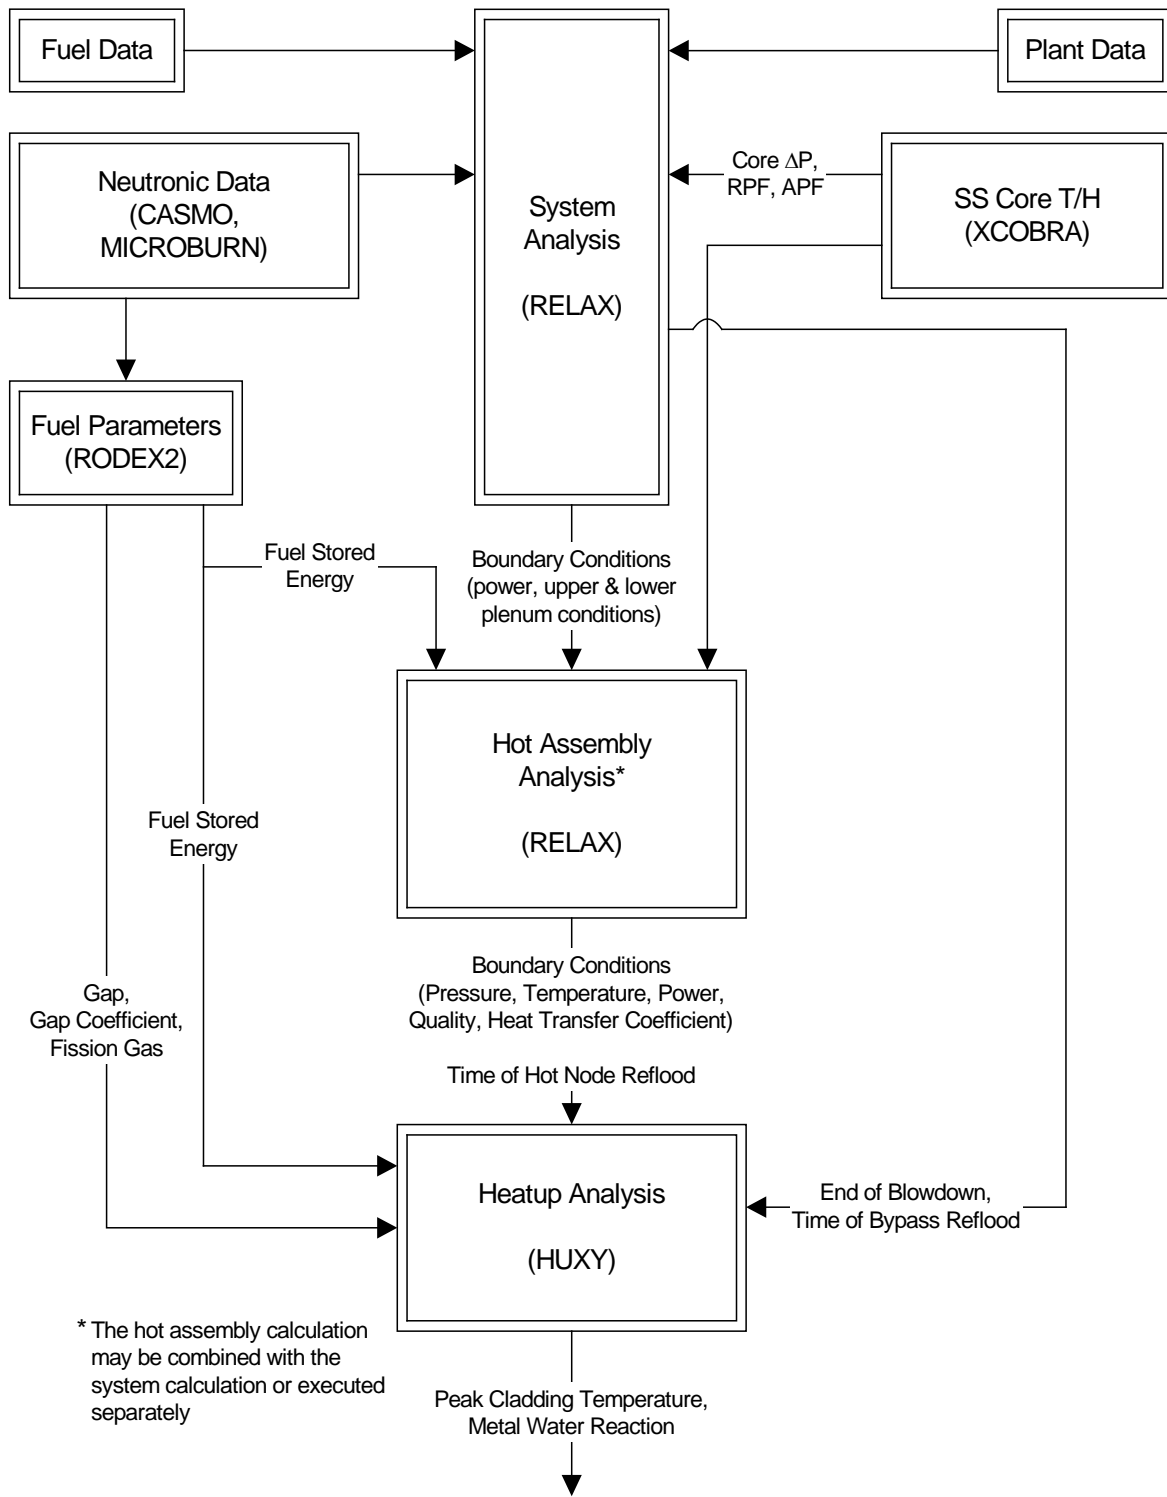 Fuel Data
Plant Data
Neutronic Data
(CASMO,
MICROBURN)
System
Analysis
(RELAX)
Core ΔP,
RPF, APF
SS Core T/H
(XCOBRA)
Fuel Parameters
(RODEX2)
Fuel Stored
Energy
Boundary Conditions
(power, upper & lower
plenum conditions)
Hot Assembly
Analysis*
(RELAX)
Fuel Stored
Energy
Gap,
Gap Coefficient,
Fission Gas
Boundary Conditions
(Pressure, Temperature, Power,
Quality, Heat Transfer Coefficient)
Time of Hot Node Reflood
Heatup Analysis
(HUXY)
End of Blowdown,
Time of Bypass Reflood
* The hot assembly calculation
may be combined with the
system calculation or executed
separately
Peak Cladding Temperature,
Metal Water Reaction